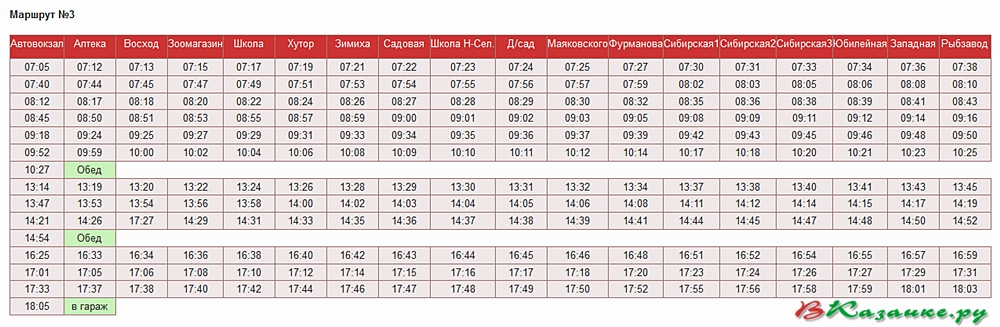 Маршрут №3
Автовокзал Аптека Восход Зоомагазин Школа Хутор Зимиха Садовая Школа Н-Сел. Д/сад Маяковского Фурманова Сибирская1 Сибирская2 Сибирская3 Юбилейная Западная Рыбзавод
07:05 07:12 07:13 07:15 07:17 07:19 07:21 07:22 07:23 07:24 07:25 07:27 07:30 07:31 07:33 07:34 07:36 07:38
07:40 07:44 07:45 07:47 07:49 07:51 07:53 07:54 07:55 07:56 07:57 07:59 08:02 08:03 08:05 08:06 08:08 08:10
08:12 08:17 08:18 08:20 08:22 08:24 08:26 08:27 08:28 08:29 08:30 08:32 08:35 08:36 08:38 08:39 08:41 08:43
08:45 08:50 08:51 08:53 08:55 08:57 08:59 09:00 09:01 09:02 09:03 09:05 09:08 09:09 09:11 09:12 09:14 09:16
09:18 09:24 09:25 09:27 09:29 09:31 09:33 09:34 09:35 09:36 09:37 09:39 09:42 09:43 09:45 09:46 09:48 09:50
09:52 09:59 10:00 10:02 10:04 10:06 10:08 10:09 10:10 10:11 10:12 10:14 10:17 10:18 10:20 10:21 10:23 10:25
10:27 Обед
13:14 13:19 13:20 13:22 13:24 13:26 13:28 13:29 13:30 13:31 13:32 13:34 13:37 13:38 13:40 13:41 13:43 13:45
13:47 13:53 13:54 13:56 13:58 14:00 14:02 14:03 14:04 14:05 14:06 14:08 14:11 14:12 14:14 14:15 14:17 14:19
14:21 14:26 17:27 14:29 14:31 14:33 14:35 14:36 14:37 14:38 14:39 14:41 14:44 14:45 14:47 14:48 14:50 14:52
14:54 Обед
16:25 16:33 16:34 16:36 16:38 16:40 16:42 16:43 16:44 16:45 16:46 16:48 16:51 16:52 16:54 16:55 16:57 16:59
17:01 17:05 17:06 17:08 17:10 17:12 17:14 17:15 17:16 17:17 17:18 17:20 17:23 17:24 17:26 17:27 17:29 17:31
17:33 17:37 17:38 17:40 17:42 17:44 17:46 17:47 17:48 17:49 17:50 17:52 17:55 17:56 17:58 17:59 18:01 18:03
18:05 в гараж
ВКазанке.ру